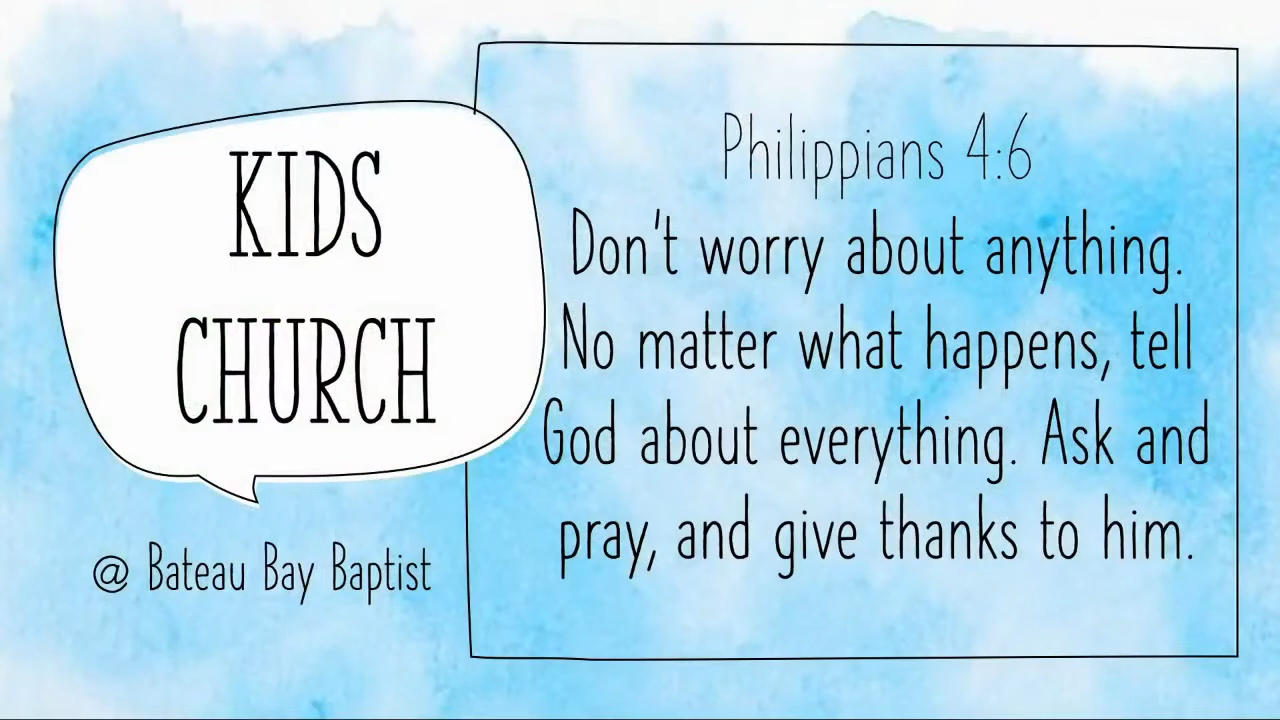 KIDS
CHURCH
@ Bateau Bay Baptist
Philippians 4:6
Don't worry about anything.
No matter what happens, tell
God about everything. Ask and
pray, and give thanks to him.